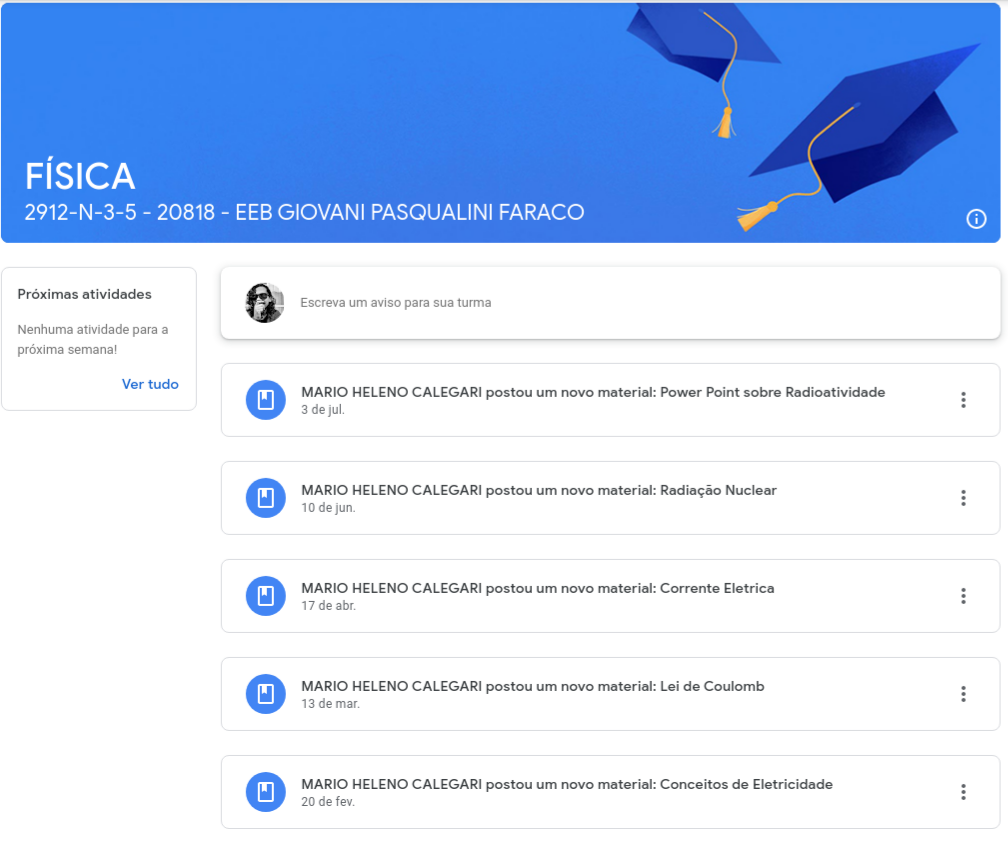 FÍSICA
2912-N-3-5 - 20818 - EEB GIOVANI PASQUALINI FARACO
Próximas atividades
Nenhuma atividade para a
próxima semana!
Ver tudo
Escreva um aviso para sua turma
MARIO HELENO CALEGARI postou um novo material: Power Point sobre Radioatividade
3 de jul.
MARIO HELENO CALEGARI postou um novo material: Radiação Nuclear
10 de jun.
MARIO HELENO CALEGARI postou um novo material: Corrente Eletrica
17 de abr.
MARIO HELENO CALEGARI postou um novo material: Lei de Coulomb
13 de mar.
MARIO HELENO CALEGARI postou um novo material: Conceitos de Eletricidade
20 de fev.